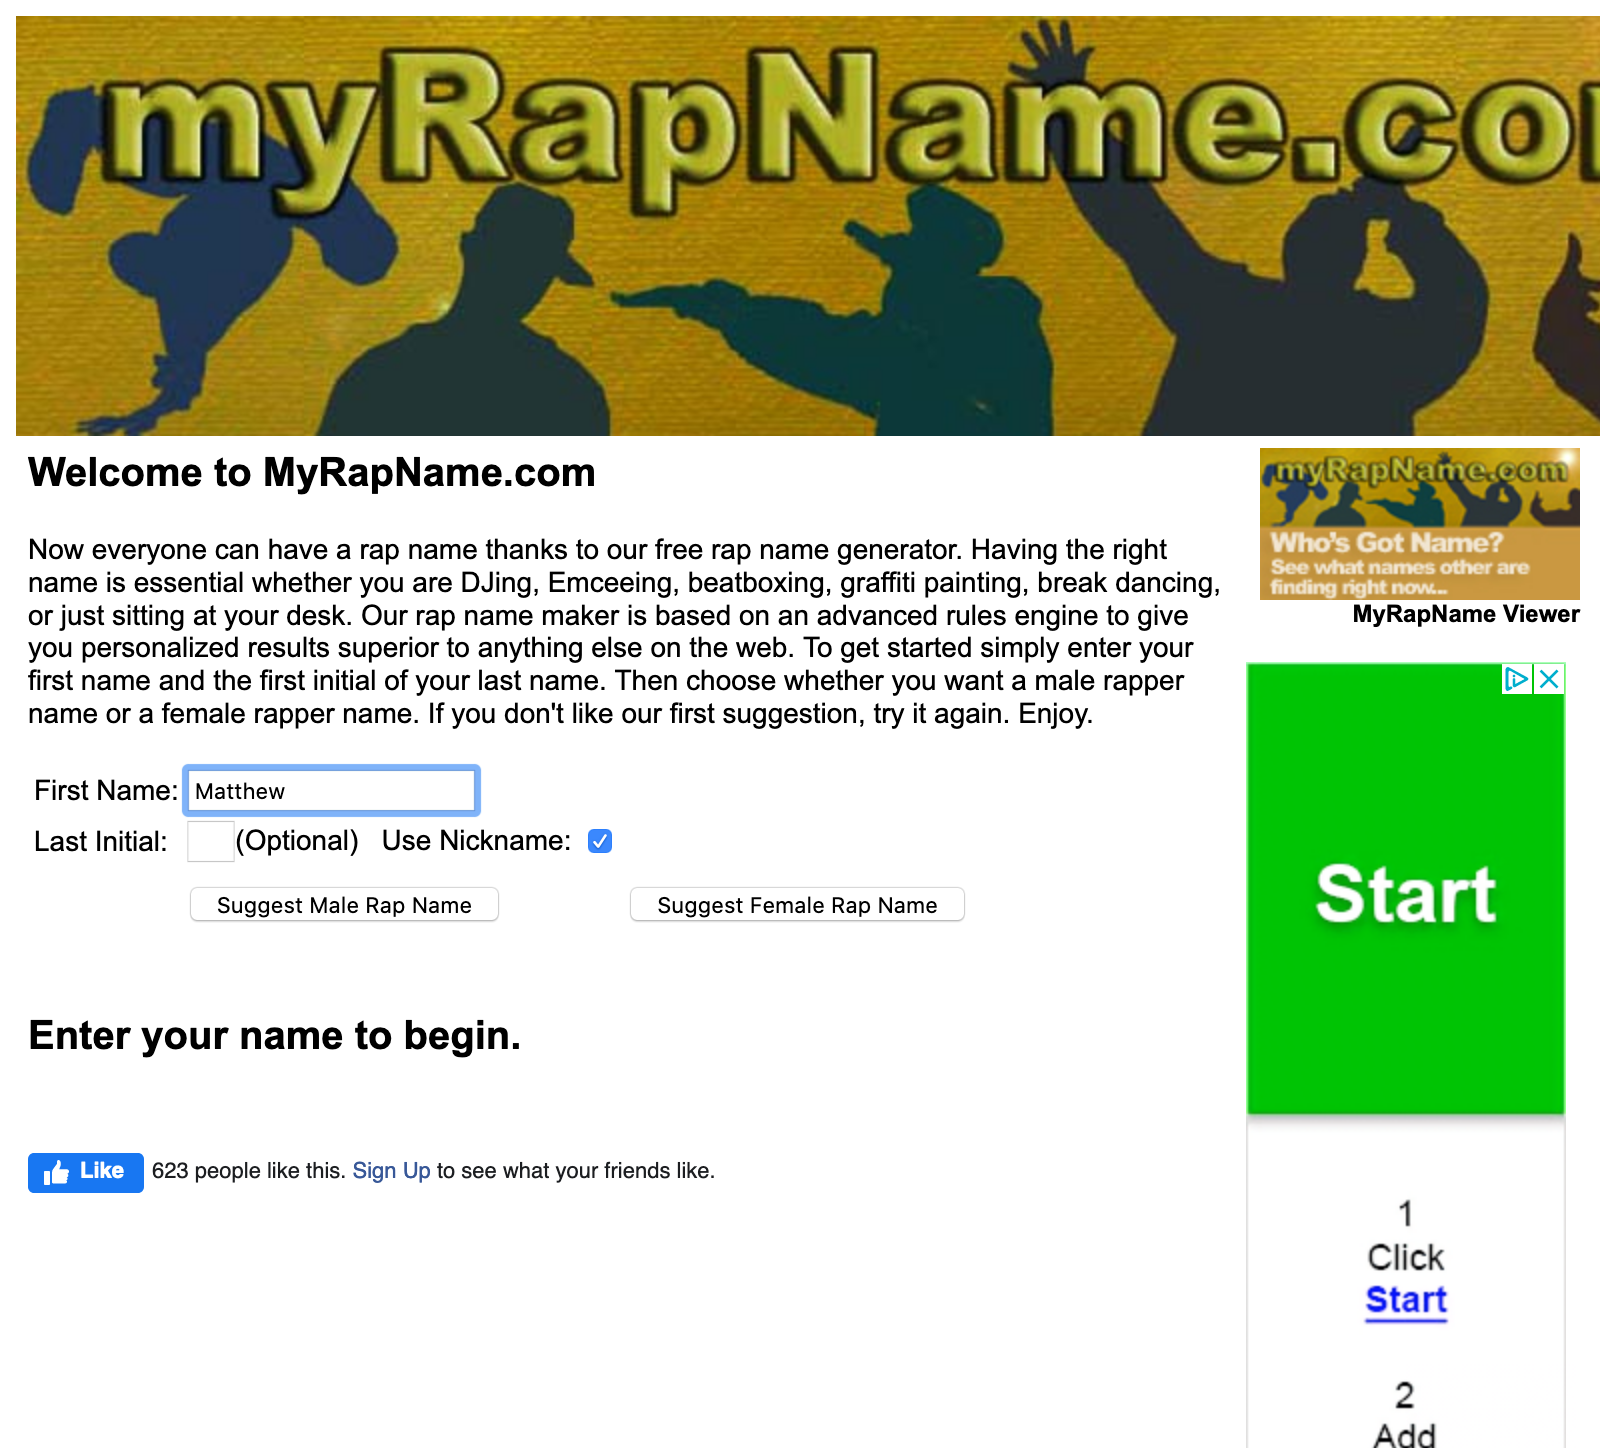 myRapName.co
Welcome to MyRapName.com
Now everyone can have a rap name thanks to our free rap name generator. Having the right
name is essential whether you are DJing, Emceeing, beatboxing, graffiti painting, break dancing,
or just sitting at your desk. Our rap name maker is based on an advanced rules engine to give
you personalized results superior to anything else on the web. To get started simply enter your
first name and the first initial of your last name. Then choose whether you want a male rapper
name or a female rapper name. If you don't like our first suggestion, try it again. Enjoy.
First Name: Matthew
Last Initial: (Optional) Use Nickname:
Suggest Male Rap Name Suggest Female Rap Name
Enter your name to begin.
Like 623 people like this. Sign Up to see what your friends like.
myRapName.com
Who's Got Name?
See what names other are
finding right now...
MyRapName Viewer
Start
1
Click
Start
2
Add